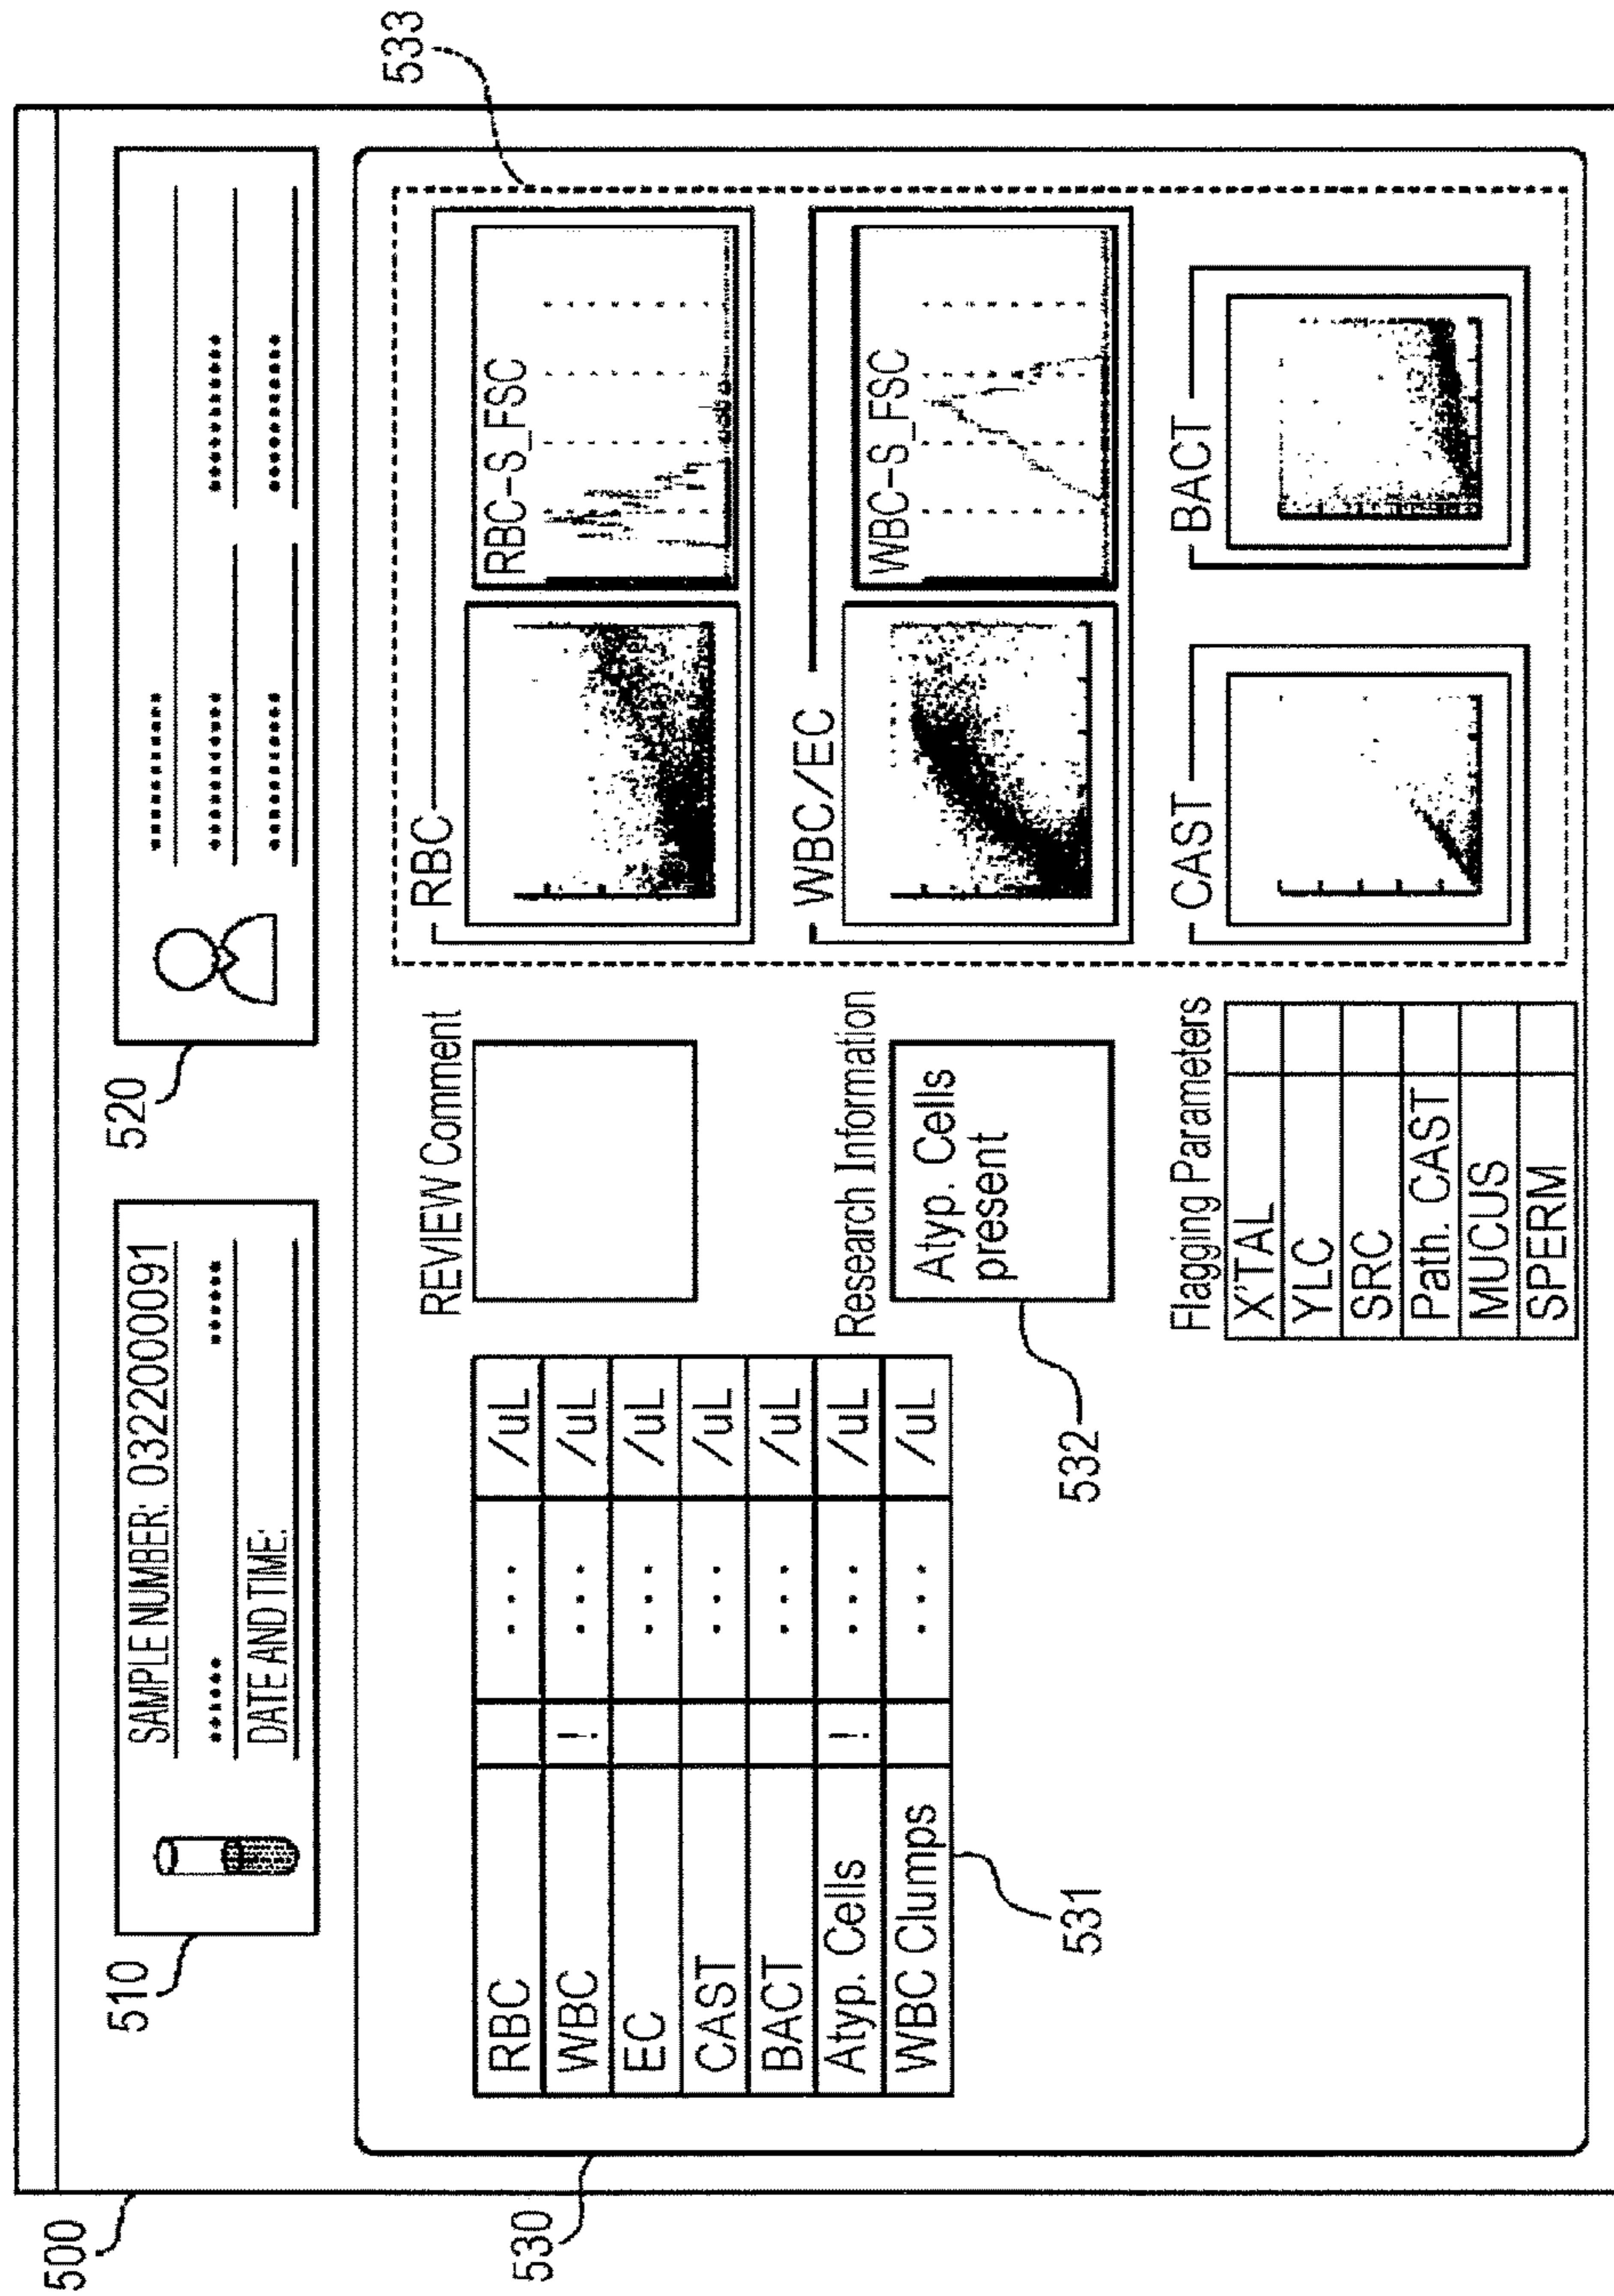 500
510
SAMPLE NUMBER: 0322000091
******
******
DATE AND TIME:
520
**********
********
*********
********
*********
530
RBC ... /uL
WBC ! ... /uL
EC ... /uL
CAST ... /uL
BACT ... /uL
Atyp. Cells ! ... /uL
WBC Clumps ... /uL
531
REVIEW Comment
Research Information
Atyp. Cells
present
532
Flagging Parameters
X'TAL
YLC
SRC
Path. CAST
MUCUS
SPERM
533
RBC
RBC-S_FSC
WBC/EC
WBC-S_FSC
CAST
BACT